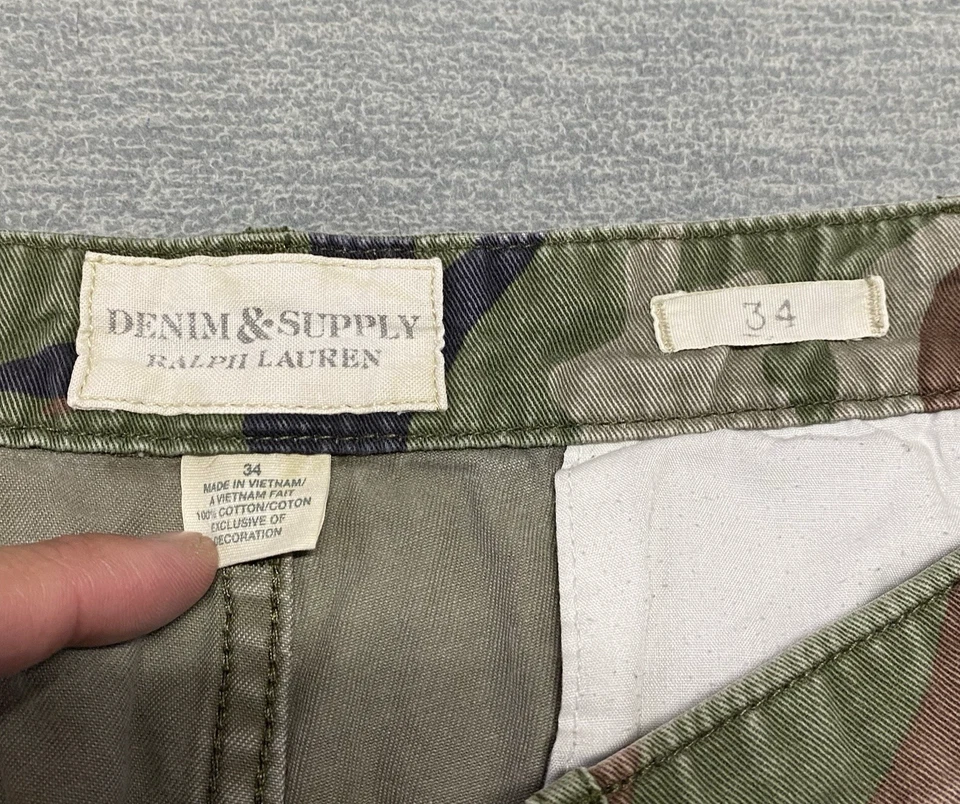 DENIM & SUPPLY
RALPH LAUREN
34
34
MADE IN VIETNAM/
A VIETNAM FAIT
100% COTTON/COTON
EXCLUSIVE OF
DECORATION